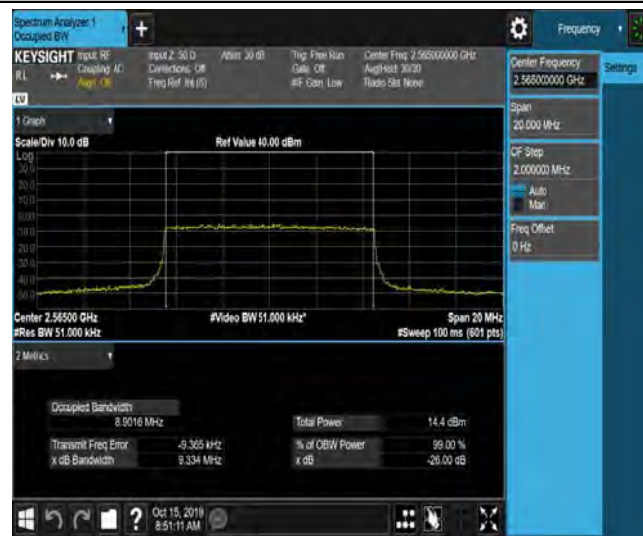 Spectrum Analyzer 1
Occupied BW
Frequency
KEYSIGHT Input: RF
RL Coupling: AC
Align: Off
Input Z: 50 Ω
Corrections: Off
Freq Ref: Int (S)
Atten: 30 dB
Trig: Free Run
Gate: Off
#IF Gain: Low
Center Freq: 2.565000000 GHz
Avg|Hold: 30/30
Radio Std: None
Center Frequency
2.565000000 GHz
Settings
Span
20.000 MHz
CF Step
2.000000 MHz
Auto
Man
Freq Offset
0 Hz
LV
1 Graph
Scale/Div 10.0 dB
Ref Value 40.00 dBm
Log
30.0
20.0
10.0
0.00
-10.0
-20.0
-30.0
-40.0
-50.0
Center 2.56500 GHz
#Video BW 51.000 kHz*
Span 20 MHz
#Res BW 51.000 kHz
#Sweep 100 ms (601 pts)
2 Metrics
Occupied Bandwidth
8.9016 MHz
Total Power 14.4 dBm
Transmit Freq Error -9.365 kHz
% of OBW Power 99.00 %
x dB Bandwidth 9.334 MHz
x dB -26.00 dB
?
Oct 15, 2019
8:51:11 AM